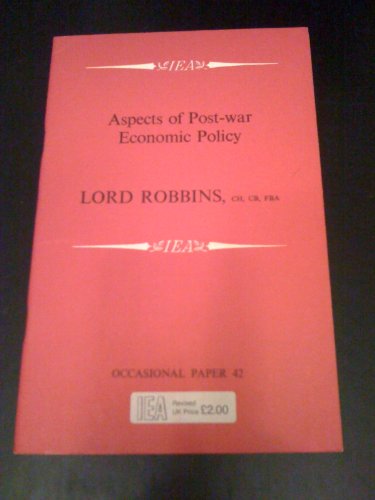 IEA
Aspects of Post-war
Economic Policy
LORD ROBBINS, CH, CB, FBA
IEA
OCCASIONAL PAPER 42
IEA Revised
UK Price £2.00